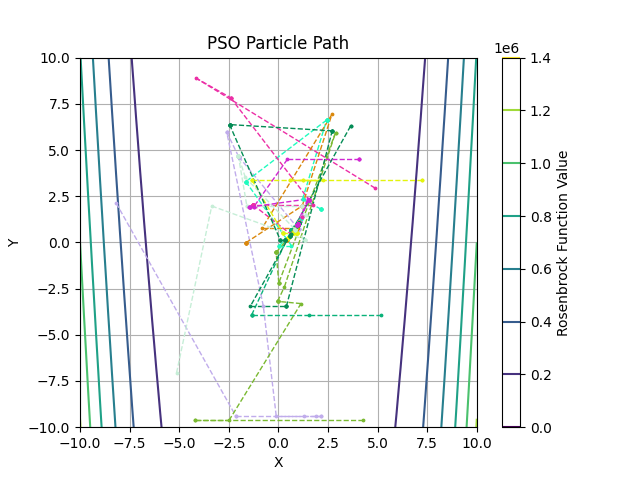 PSO Particle Path
1e6
10.0
7.5
5.0
2.5
0.0
−2.5
−5.0
−7.5
−10.0
Y
−10.0 −7.5 −5.0 −2.5 0.0 2.5 5.0 7.5 10.0
X
1.4
1.2
1.0
0.8
0.6
0.4
0.2
0.0
Rosenbrock Function Value